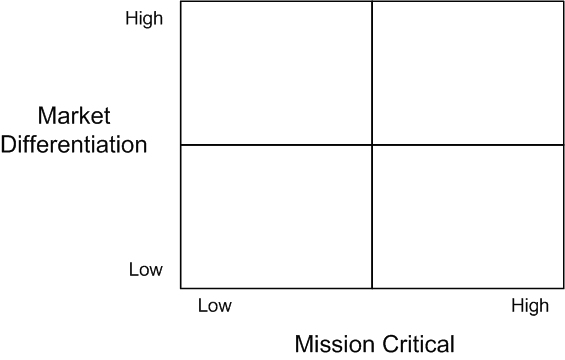 High
Market
Differentiation
Low
Low
High
Mission Critical